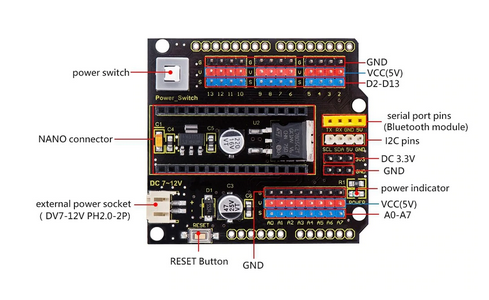 power switch
GND
VCC(5V)
D2-D13
G
V
S
G
V
S
G
V
S
13 12 11 10
9 8 7 6
5 4 3 2
Power_Switch
serial port pins
(Bluetooth module)
TX RX GND 5V
I2C pins
SCL SDA 5V GND
NANO connector
C1
C4
C5
U2
3V3
DC 3.3V
GND
GND
DC 7~12V
R1
power indicator
POWER
external power socket
( DV7-12V PH2.0-2P)
D1
C3
C6
47
25V
G
V
S
VCC(5V)
A0-A7
A0 A1 A2 A3 A4 A5 A6 A7
RESET
RESET Button
GND